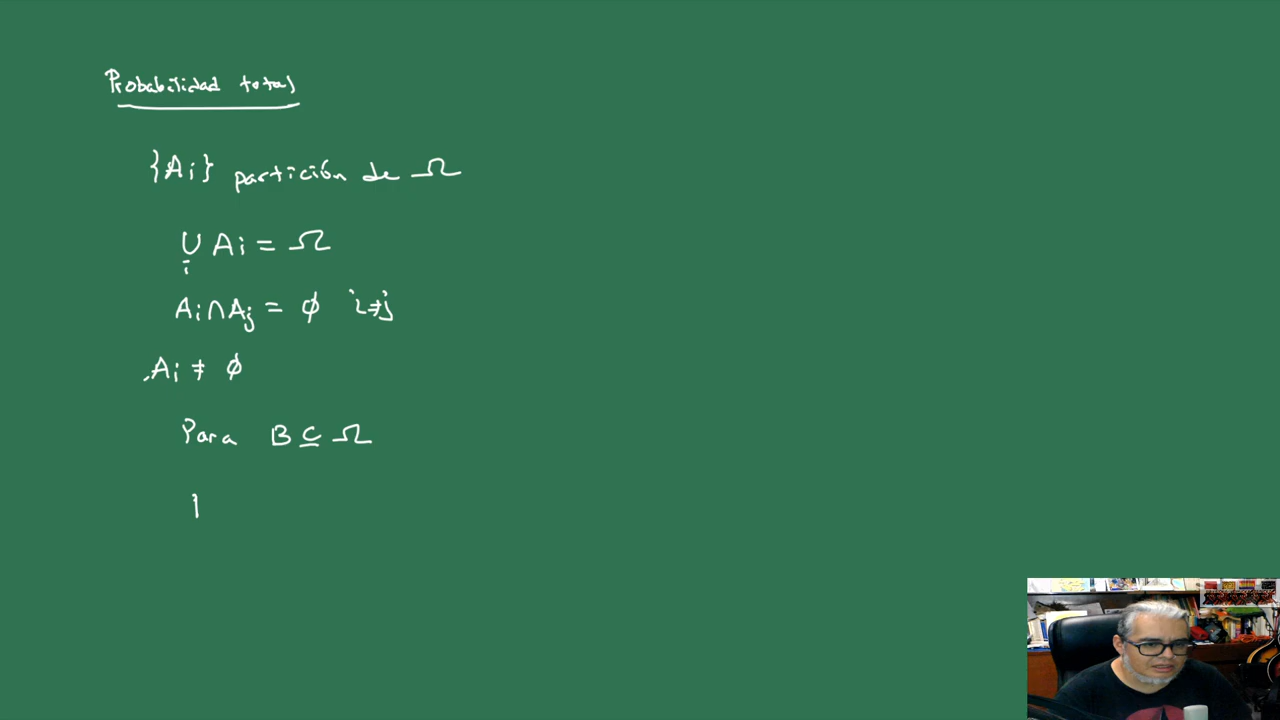 Probabilidad total
{Ai} partición de Ω
∪ Ai = Ω
i
Ai ∩ Aj = ∅ i≠j
Ai ≠ ∅
Para B ⊆ Ω